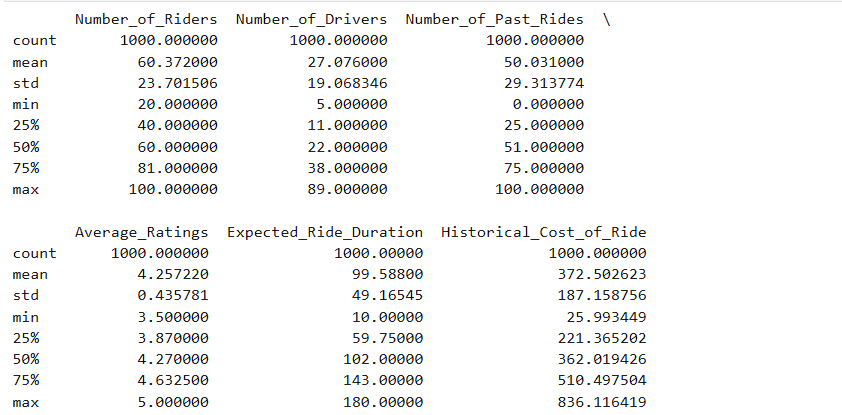 Number_of_Riders Number_of_Drivers Number_of_Past_Rides \
count 1000.000000 1000.000000 1000.000000
mean 60.372000 27.076000 50.031000
std 23.701506 19.068346 29.313774
min 20.000000 5.000000 0.000000
25% 40.000000 11.000000 25.000000
50% 60.000000 22.000000 51.000000
75% 81.000000 38.000000 75.000000
max 100.000000 89.000000 100.000000
Average_Ratings Expected_Ride_Duration Historical_Cost_of_Ride
count 1000.000000 1000.00000 1000.000000
mean 4.257220 99.58800 372.502623
std 0.435781 49.16545 187.158756
min 3.500000 10.00000 25.993449
25% 3.870000 59.75000 221.365202
50% 4.270000 102.00000 362.019426
75% 4.632500 143.00000 510.497504
max 5.000000 180.00000 836.116419